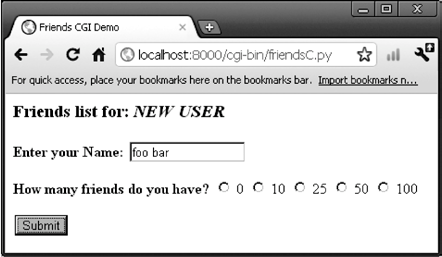 Friends CGI Demo
localhost:8000/cgi-bin/friendsC.py
For quick access, place your bookmarks here on the bookmarks bar. Import bookmarks n...
Friends list for: NEW USER
Enter your Name: foo bar
How many friends do you have? 0 10 25 50 100
Submit